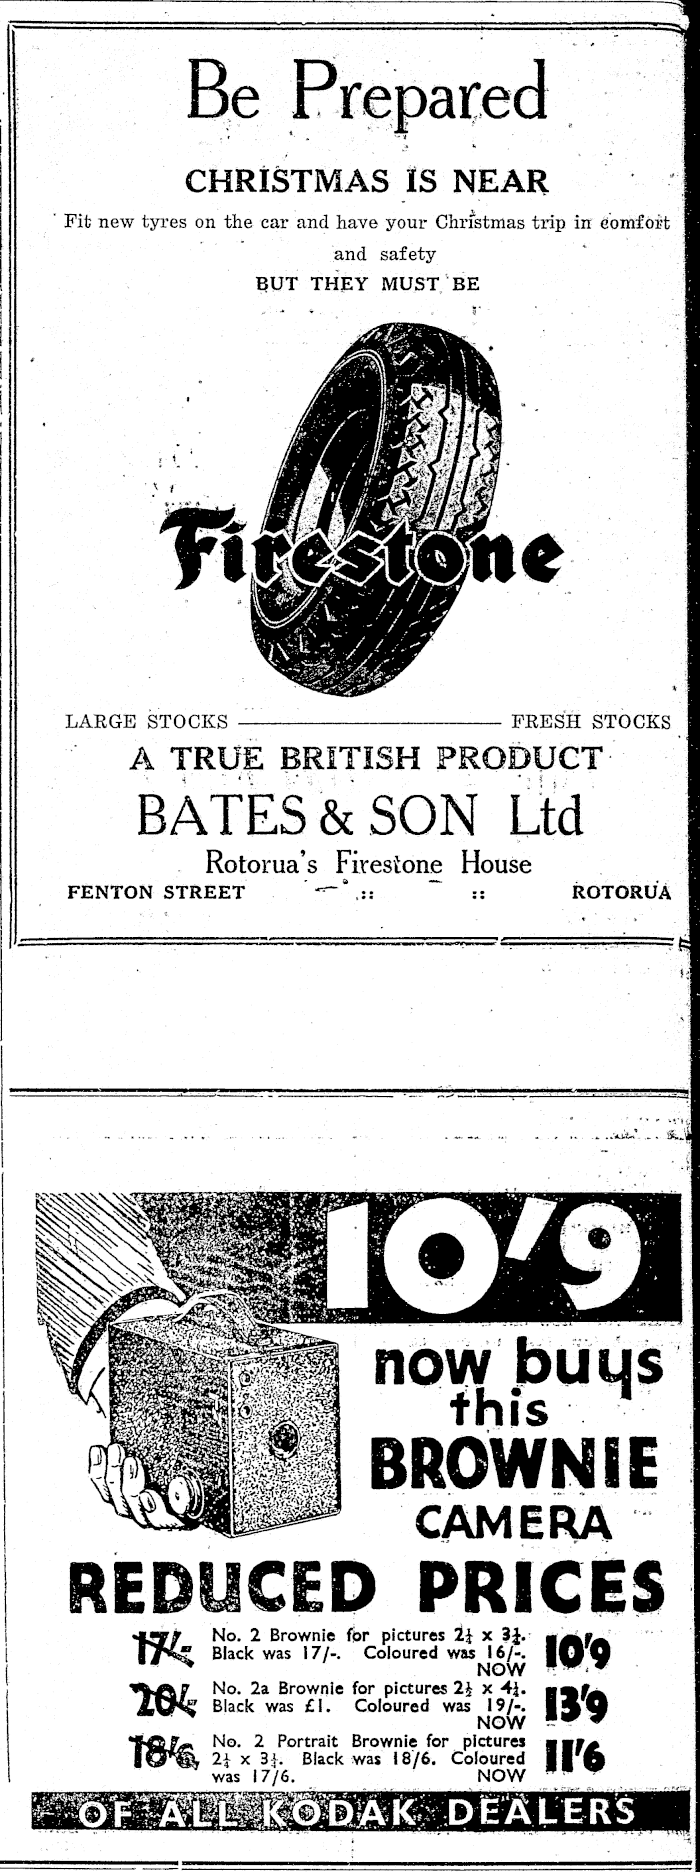 Be Prepared
CHRISTMAS IS NEAR
Fit new tyres on the car and have your Christmas trip in comfort
and safety
BUT THEY MUST BE
Firestone
LARGE STOCKS FRESH STOCKS
A TRUE BRITISH PRODUCT
BATES & SON Ltd
Rotorua's Firestone House
FENTON STREET :: :: ROTORUA
10'9
now buys
this
BROWNIE
CAMERA
REDUCED PRICES
17/- No. 2 Brownie for pictures 2¼ x 3¼. 10'9
Black was 17/-. Coloured was 16/-.
NOW
20/- No. 2a Brownie for pictures 2½ x 4¼. 13'9
Black was £1. Coloured was 19/-.
NOW
18'6 No. 2 Portrait Brownie for pictures 11'6
2¼ x 3¼. Black was 18/6. Coloured
was 17/6. NOW
OF ALL KODAK DEALERS